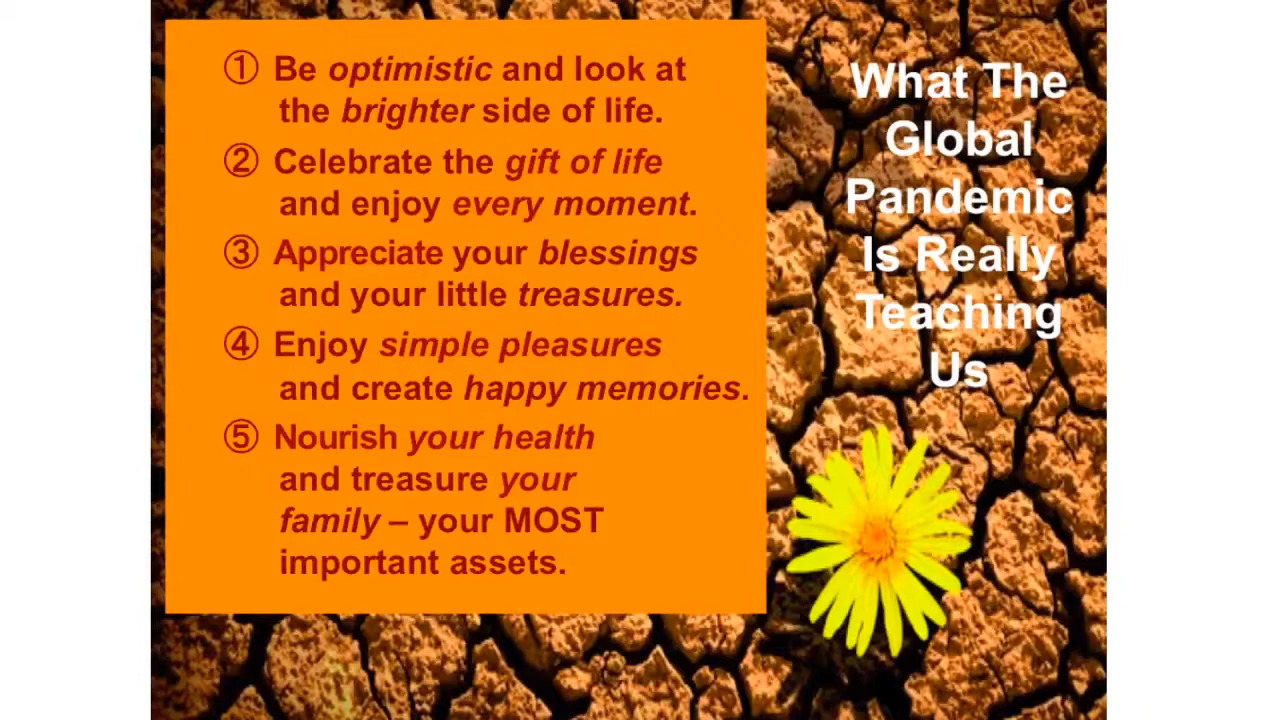 ① Be optimistic and look at
the brighter side of life.
② Celebrate the gift of life
and enjoy every moment.
③ Appreciate your blessings
and your little treasures.
④ Enjoy simple pleasures
and create happy memories.
⑤ Nourish your health
and treasure your
family – your MOST
important assets.
What The
Global
Pandemic
Is Really
Teaching
Us